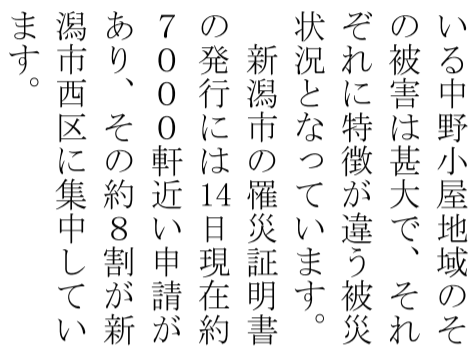 いる中野小屋地域のそ
の被害は甚大で、それ
ぞれに特徴が違う被災
状況となっています。
　新潟市の罹災証明書
の発行には14日現在約
７０００軒近い申請が
あり、その約８割が新
潟市西区に集中してい
ます。